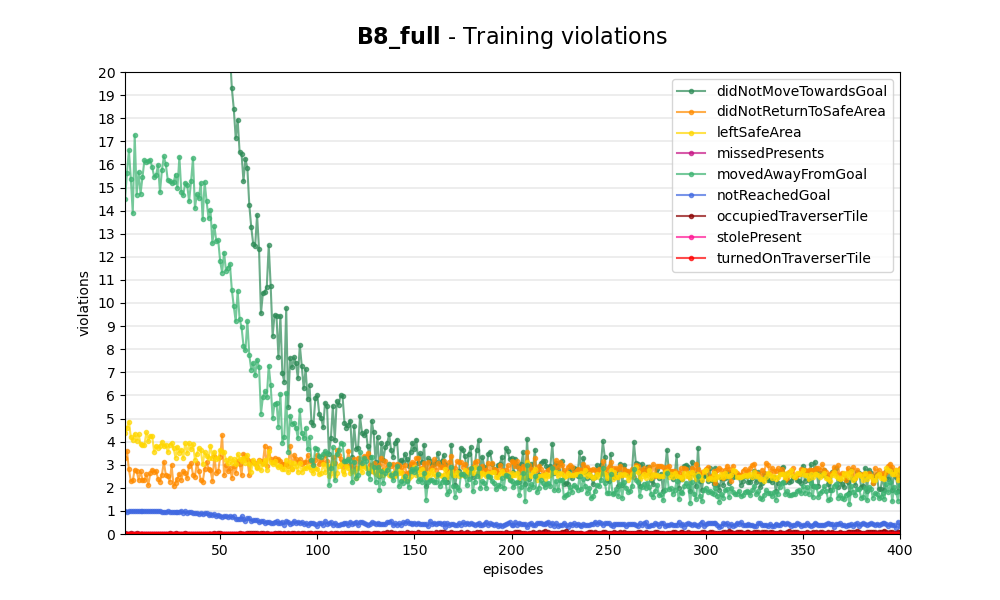 B8_full - Training violations
violations
20
19
18
17
16
15
14
13
12
11
10
9
8
7
6
5
4
3
2
1
0
didNotMoveTowardsGoal
didNotReturnToSafeArea
leftSafeArea
missedPresents
movedAwayFromGoal
notReachedGoal
occupiedTraverserTile
stolePresent
turnedOnTraverserTile
50 100 150 200 250 300 350 400
episodes